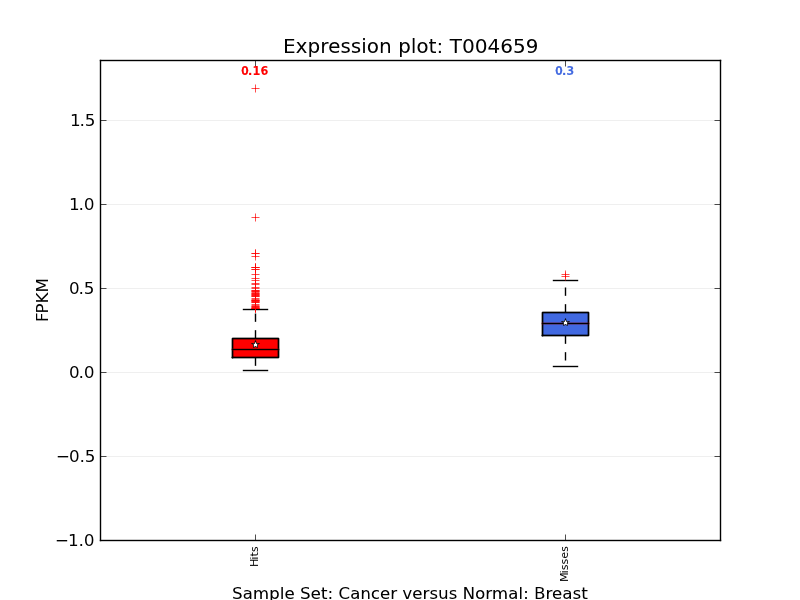 Expression plot: T004659
0.16 0.3
1.5
1.0
0.5
0.0
−0.5
−1.0
FPKM
Hits Misses
Sample Set: Cancer versus Normal: Breast